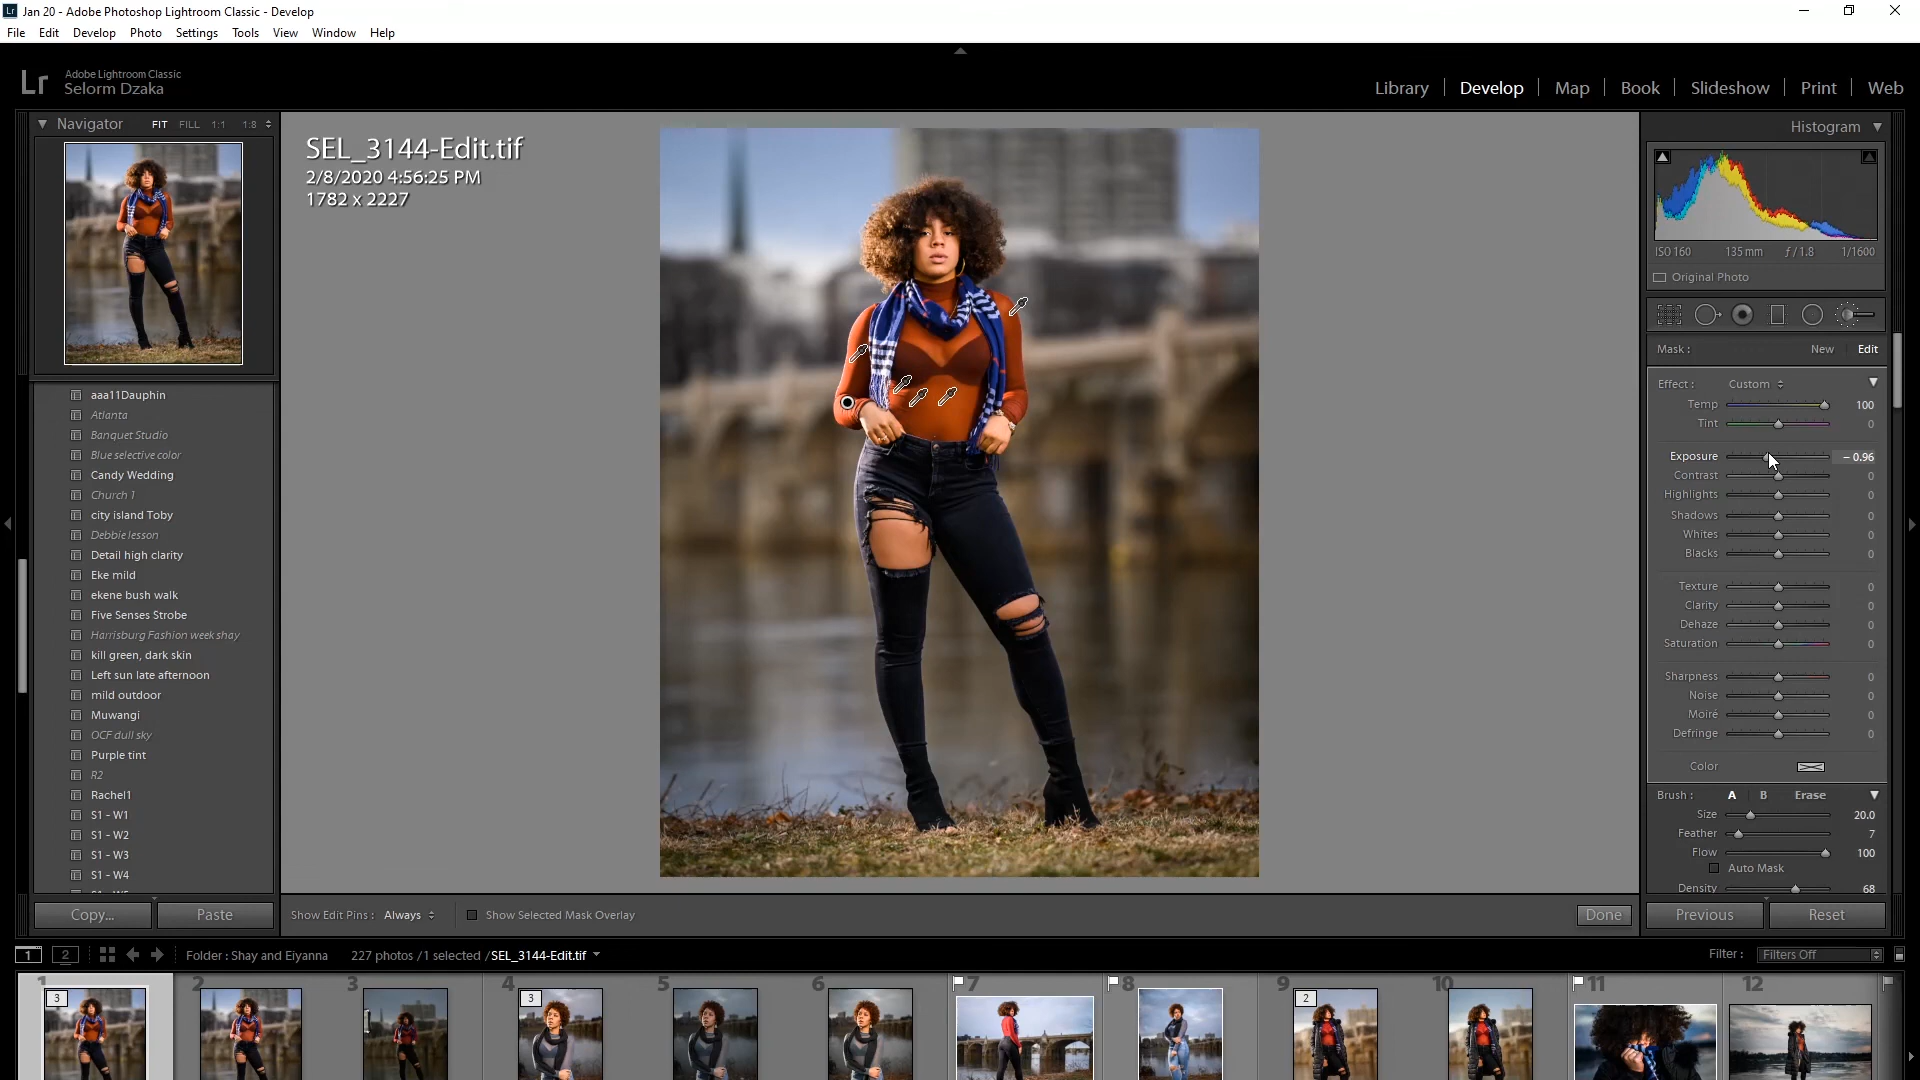 Jan 20 - Adobe Photoshop Lightroom Classic - Develop
File Edit Develop Photo Settings Tools View Window Help
Lr Adobe Lightroom Classic
Selorm Dzaka
Library Develop Map Book Slideshow Print Web
Navigator FIT FILL 1:1 1:8
Histogram
SEL_3144-Edit.tif
2/8/2020 4:56:25 PM
1782 x 2227
ISO 160 135 mm ƒ / 1.8 1/1600
Original Photo
Mask : New Edit
Effect : Custom
Temp 100
Tint 0
Exposure – 0.96
Contrast 0
Highlights 0
Shadows 0
Whites 0
Blacks 0
Texture 0
Clarity 0
Dehaze 0
Saturation 0
Sharpness 0
Noise 0
Moiré 0
Defringe 0
Color
Brush : A B Erase
Size 20.0
Feather 7
Flow 100
Auto Mask
Density 68
aaa11Dauphin
Atlanta
Banquet Studio
Blue selective color
Candy Wedding
Church 1
city island Toby
Debbie lesson
Detail high clarity
Eke mild
ekene bush walk
Five Senses Strobe
Harrisburg Fashion week shay
kill green, dark skin
Left sun late afternoon
mild outdoor
Muwangi
OCF dull sky
Purple tint
R2
Rachel1
S1 - W1
S1 - W2
S1 - W3
S1 - W4
Copy... Paste
Show Edit Pins : Always Show Selected Mask Overlay Done
Previous Reset
1 2 Folder : Shay and Eiyanna 227 photos / 1 selected / SEL_3144-Edit.tif Filter : Filters Off
1 2 3 4 5 6 7 8 9 10 11 12
3 3 2